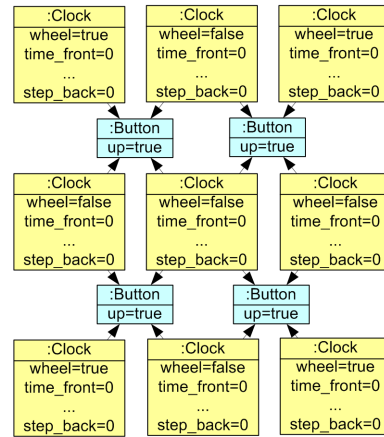 :Clock :Clock :Clock
wheel=true wheel=false wheel=true
time_front=0 time_front=0 time_front=0
... ... ...
step_back=0 step_back=0 step_back=0
:Button :Button
up=true up=true
:Clock :Clock :Clock
wheel=false wheel=false wheel=false
time_front=0 time_front=0 time_front=0
... ... ...
step_back=0 step_back=0 step_back=0
:Button :Button
up=true up=true
:Clock :Clock :Clock
wheel=true wheel=false wheel=true
time_front=0 time_front=0 time_front=0
... ... ...
step_back=0 step_back=0 step_back=0